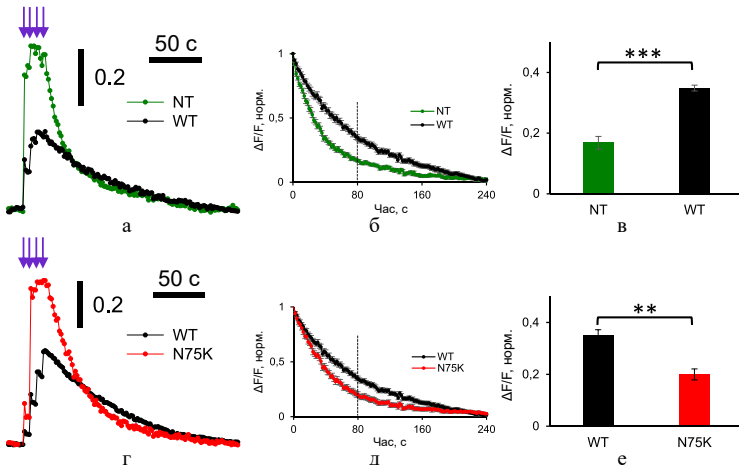 50 с
0.2
NT
WT
а
ΔF/F, норм.
1
0,5
0
0
80
160
240
Час, с
NT
WT
б
ΔF/F, норм.
0,4
0,2
0
***
NT
WT
в
50 с
0.2
WT
N75K
г
ΔF/F, норм.
1
0,5
0
0
80
160
240
Час, с
WT
N75K
д
ΔF/F, норм.
0,4
0,2
0
**
WT
N75K
е